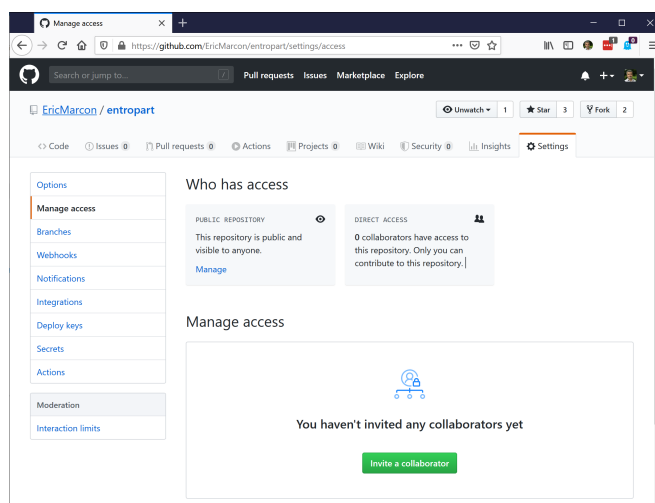 Manage access
https://github.com/EricMarcon/entropart/settings/access
Search or jump to...
/
Pull requests Issues Marketplace Explore
EricMarcon / entropart
Unwatch 1
Star 3
Fork 2
Code
Issues 0
Pull requests 0
Actions
Projects 0
Wiki
Security 0
Insights
Settings
Options
Manage access
Branches
Webhooks
Notifications
Integrations
Deploy keys
Secrets
Actions
Moderation
Interaction limits
Who has access
PUBLIC REPOSITORY
This repository is public and
visible to anyone.
Manage
DIRECT ACCESS
0 collaborators have access to
this repository. Only you can
contribute to this repository.
Manage access
You haven't invited any collaborators yet
Invite a collaborator